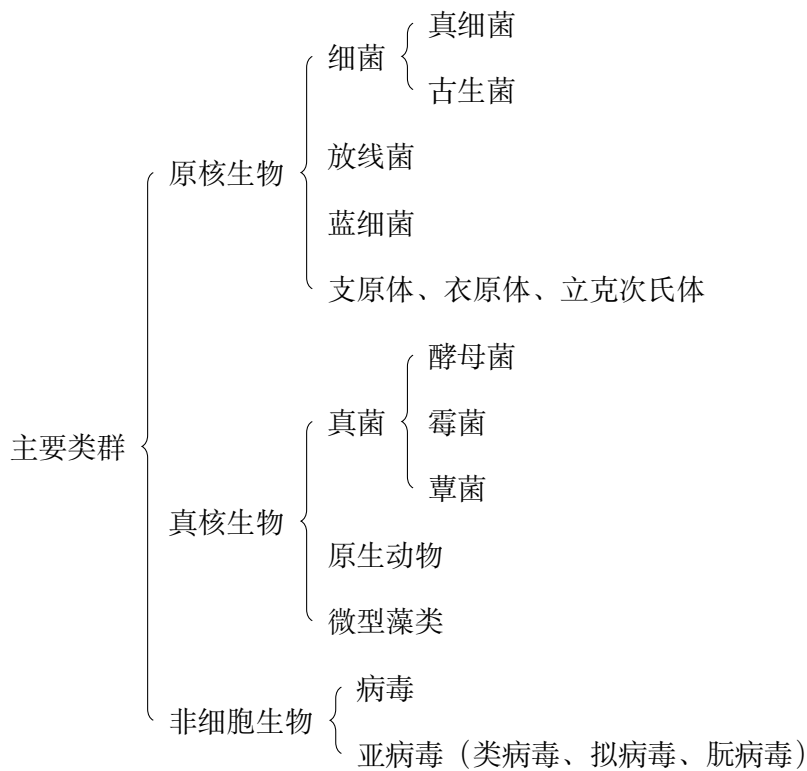 真细菌
细菌
古生菌
放线菌
原核生物
蓝细菌
支原体、衣原体、立克次氏体
酵母菌
真菌
霉菌
主要类群
蕈菌
真核生物
原生动物
微型藻类
病毒
非细胞生物
亚病毒（类病毒、拟病毒、朊病毒）